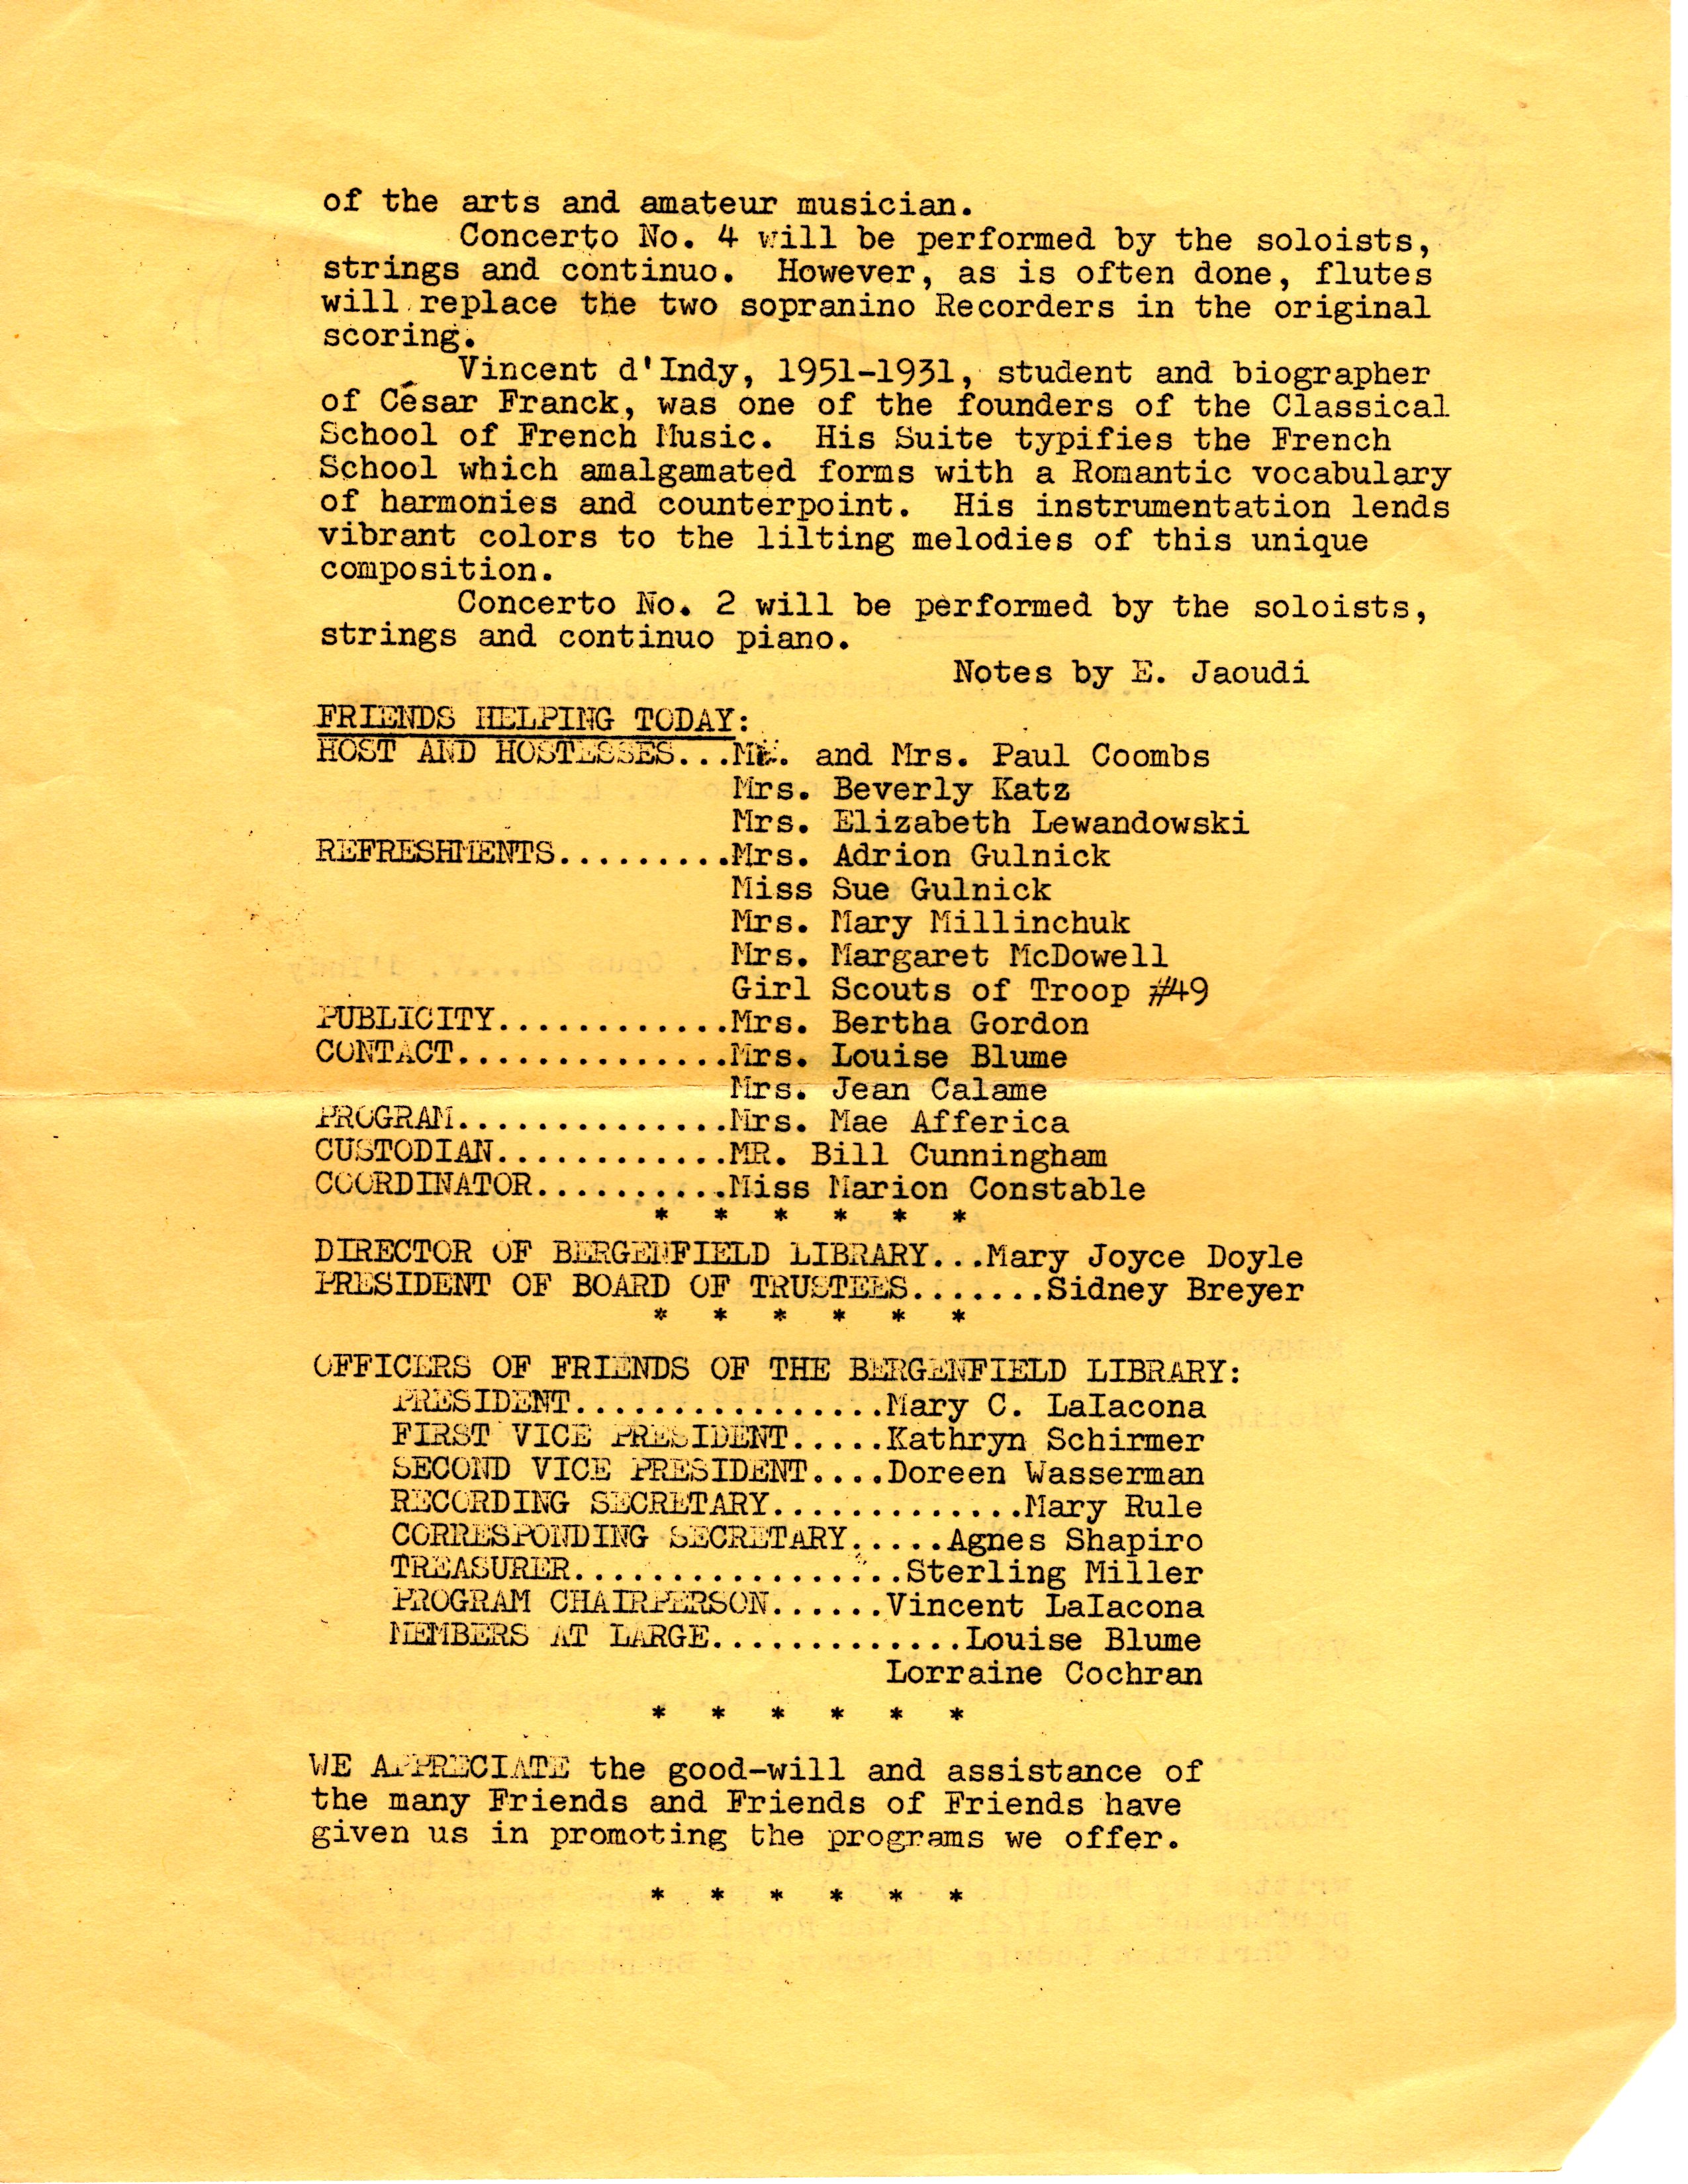 of the arts and amateur musician.
Concerto No. 4 will be performed by the soloists,
strings and continuo. However, as is often done, flutes
will replace the two sopranino Recorders in the original
scoring.
Vincent d'Indy, 1951-1931, student and biographer
of César Franck, was one of the founders of the Classical
School of French Music. His Suite typifies the French
School which amalgamated forms with a Romantic vocabulary
of harmonies and counterpoint. His instrumentation lends
vibrant colors to the lilting melodies of this unique
composition.
Concerto No. 2 will be performed by the soloists,
strings and continuo piano.
Notes by E. Jaoudi
FRIENDS HELPING TODAY:
HOST AND HOSTESSES...Mr. and Mrs. Paul Coombs
Mrs. Beverly Katz
Mrs. Elizabeth Lewandowski
REFRESHMENTS.........Mrs. Adrion Gulnick
Miss Sue Gulnick
Mrs. Mary Millinchuk
Mrs. Margaret McDowell
Girl Scouts of Troop #49
PUBLICITY............Mrs. Bertha Gordon
CONTACT..............Mrs. Louise Blume
Mrs. Jean Calame
PROGRAM..............Mrs. Mae Afferica
CUSTODIAN............MR. Bill Cunningham
COORDINATOR..........Miss Marion Constable
* * * * * *
DIRECTOR OF BERGENFIELD LIBRARY...Mary Joyce Doyle
PRESIDENT OF BOARD OF TRUSTEES.......Sidney Breyer
* * * * * *
OFFICERS OF FRIENDS OF THE BERGENFIELD LIBRARY:
PRESIDENT................Mary C. LaIacona
FIRST VICE PRESIDENT.....Kathryn Schirmer
SECOND VICE PRESIDENT....Doreen Wasserman
RECORDING SECRETARY.............Mary Rule
CORRESPONDING SECRETARY.....Agnes Shapiro
TREASURER.................Sterling Miller
PROGRAM CHAIRPERSON......Vincent LaIacona
MEMBERS AT LARGE.............Louise Blume
Lorraine Cochran
* * * * * *
WE APPRECIATE the good-will and assistance of
the many Friends and Friends of Friends have
given us in promoting the programs we offer.
* * * * * *